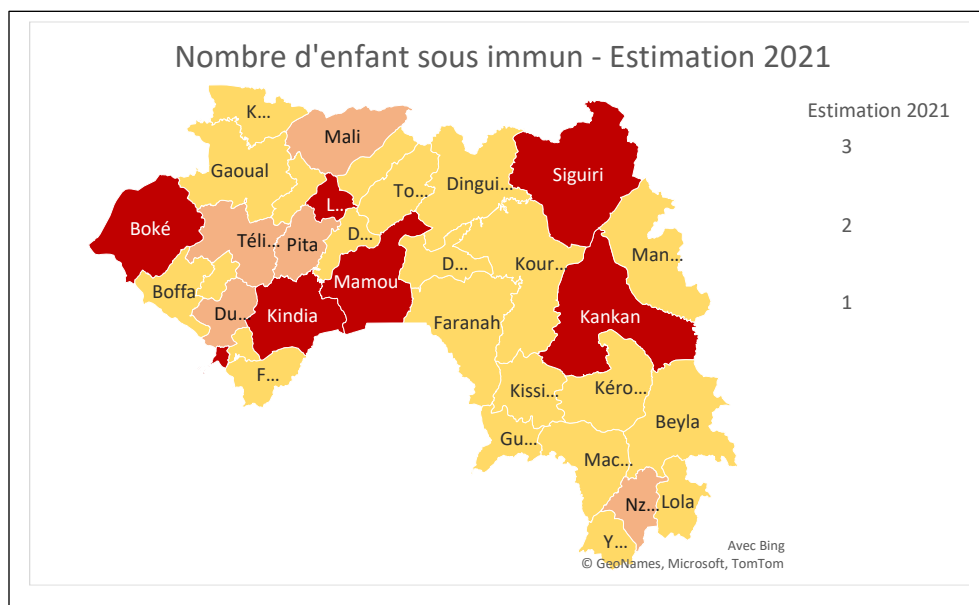 Nombre d'enfant sous immun - Estimation 2021
Estimation 2021
3
2
1
K...
Mali
Gaoual
Siguiri
L...
To...
Dingui...
Boké
Téli...
Pita
D...
Man...
Boffa
Mamou
D...
Kour...
Du...
Kindia
Faranah
Kankan
F...
Kissi...
Kéro...
Beyla
Gu...
Mac...
Nz...
Lola
Y...
Avec Bing
© GeoNames, Microsoft, TomTom